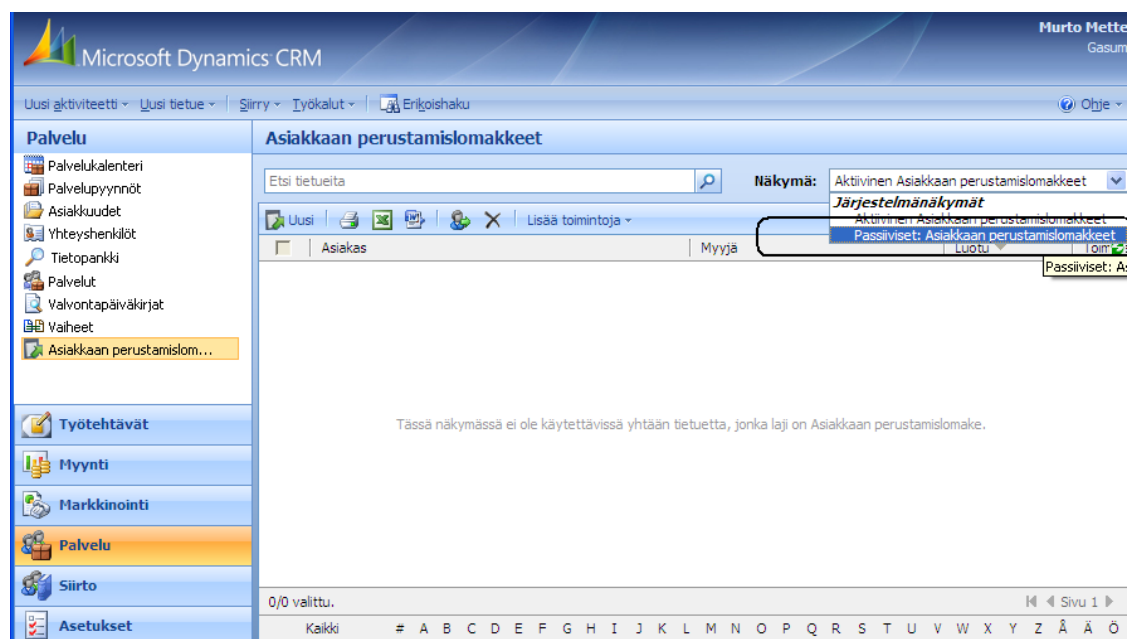 Murto Mette
Gasum
Microsoft Dynamics CRM
Uusi aktiviteetti Uusi tietue Siirry Työkalut Erikoishaku Ohje
Palvelu
Palvelukalenteri
Palvelupyynnöt
Asiakkuudet
Yhteyshenkilöt
Tietopankki
Palvelut
Valvontapäiväkirjat
Vaiheet
Asiakkaan perustamislom...
Työtehtävät
Myynti
Markkinointi
Palvelu
Siirto
Asetukset
Asiakkaan perustamislomakkeet
Etsi tietueita
Näkymä: Aktiivinen Asiakkaan perustamislomakkeet
Järjestelmänäkymät
Aktiivinen Asiakkaan perustamislomakkeet
Passiiviset: Asiakkaan perustamislomakkeet
Uusi Lisää toimintoja
Asiakas Myyjä Luotu Toim
Passiiviset: As
Tässä näkymässä ei ole käytettävissä yhtään tietuetta, jonka laji on Asiakkaan perustamislomake.
0/0 valittu. Sivu 1
Kaikki # A B C D E F G H I J K L M N O P Q R S T U V W X Y Z Å Ä Ö